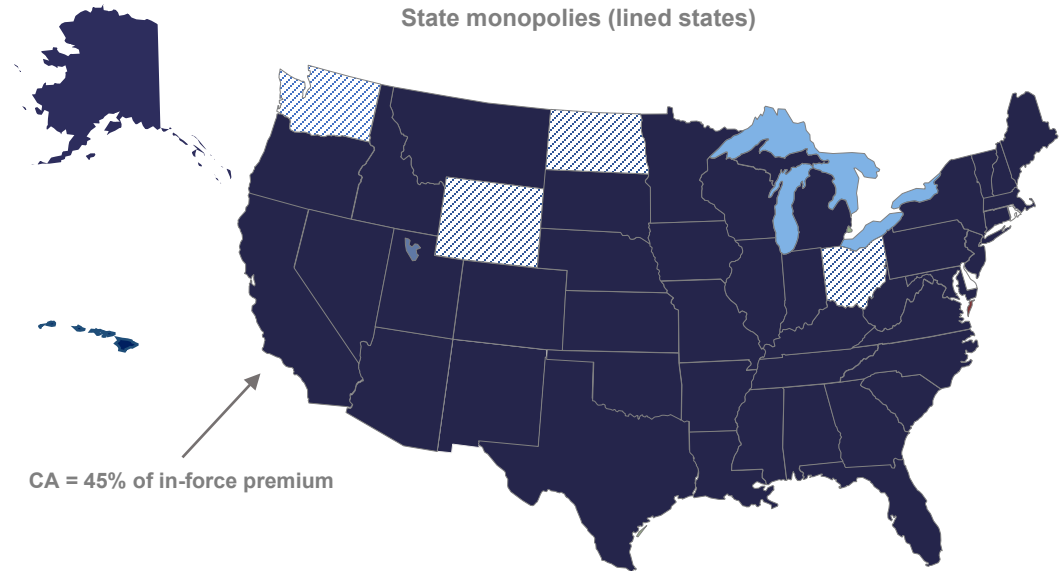 State monopolies (lined states)
CA = 45% of in-force premium